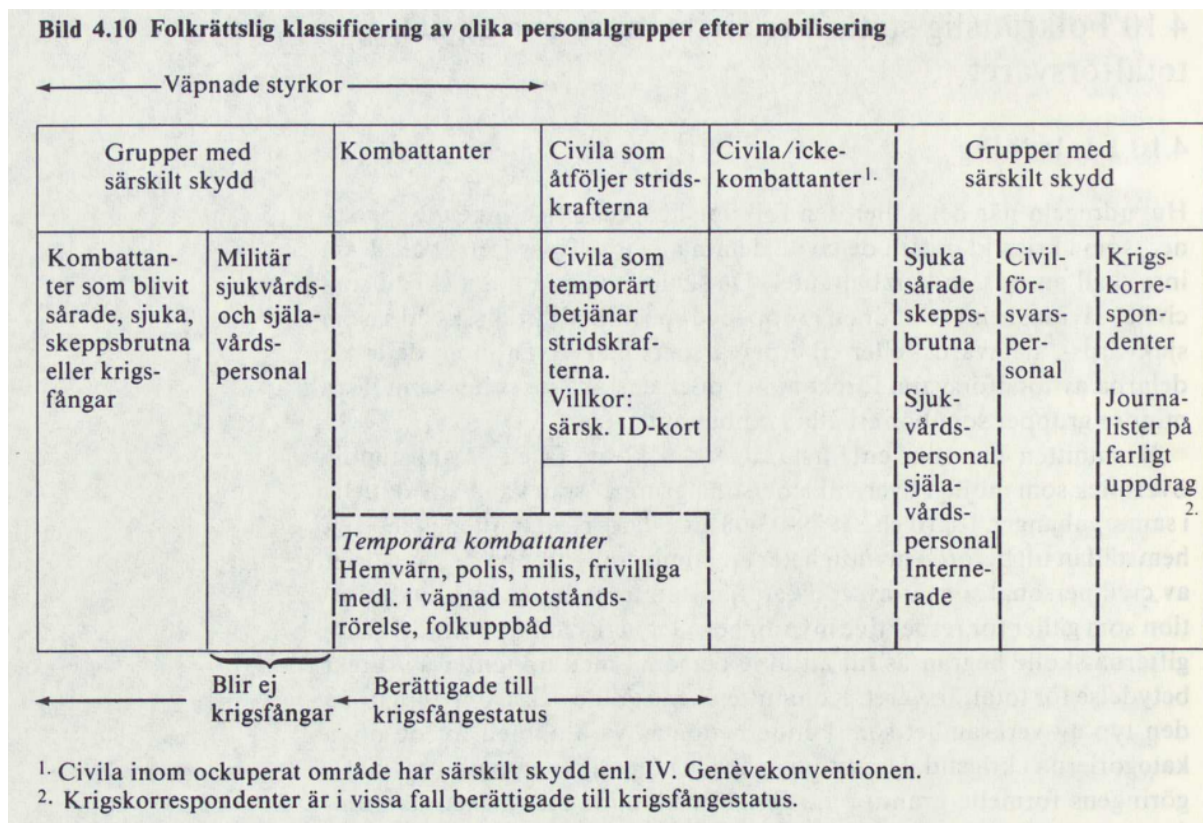 Bild 4.10 Folkrättslig klassificering av olika personalgrupper efter mobilisering
Väpnade styrkor
Grupper med
särskilt skydd
Kombattanter
Civila som
åtföljer strids-
krafterna
Civila/icke-
kombattanter1.
Grupper med
särskilt skydd
Kombattan-
ter som blivit
sårade, sjuka,
skeppsbrutna
eller krigs-
fångar
Militär
sjukvårds-
och själa-
vårds-
personal
Civila som
temporärt
betjänar
stridskraf-
terna.
Villkor:
särsk. ID-kort
Sjuka
sårade
skepps-
brutna
Sjuk-
vårds-
personal
själa-
vårds-
personal
Interne-
rade
Civil-
för-
svars-
per-
sonal
Krigs-
korre-
spon-
denter
Journa-
lister på
farligt
uppdrag
2.
Temporära kombattanter
Hemvärn, polis, milis, frivilliga
medl. i väpnad motstånds-
rörelse, folkuppbåd
Blir ej
krigsfångar
Berättigade till
krigsfångestatus
1. Civila inom ockuperat område har särskilt skydd enl. IV. Genèvekonventionen.
2. Krigskorrespondenter är i vissa fall berättigade till krigsfångestatus.